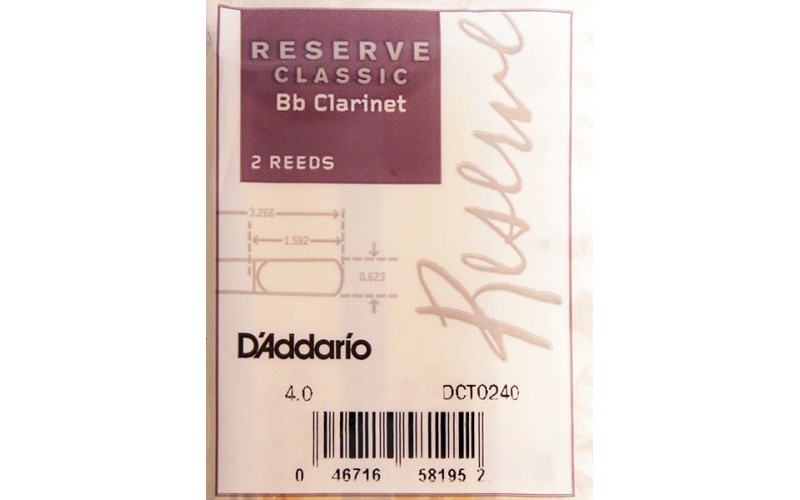 RESERVE
CLASSIC
Bb Clarinet
2 REEDS
Reserve
3.266
1.582
0.623
D'Addario
4.0 DCT0240
0 46716 58195 2